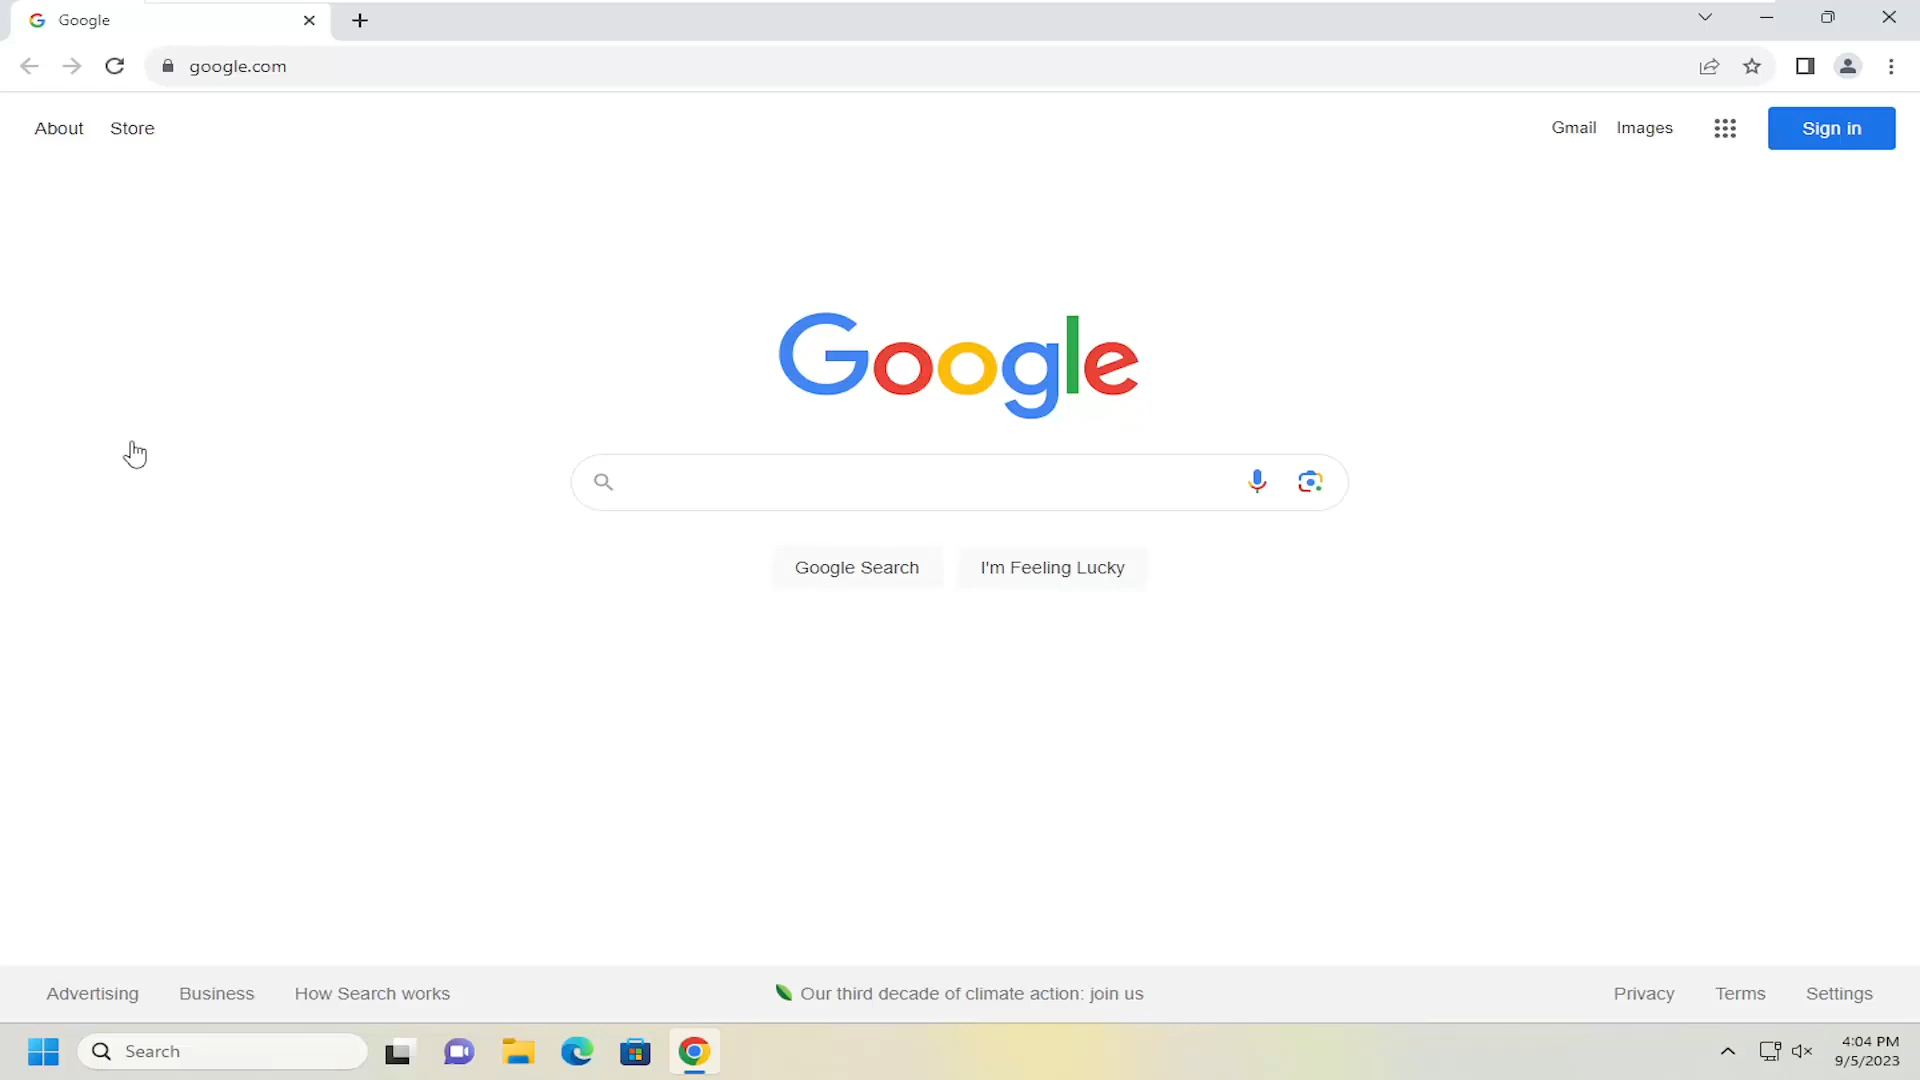 Google
google.com
About Store Gmail Images Sign in
Google
Google Search I'm Feeling Lucky
Advertising Business How Search works Our third decade of climate action: join us Privacy Terms Settings
Search 4:04 PM
9/5/2023